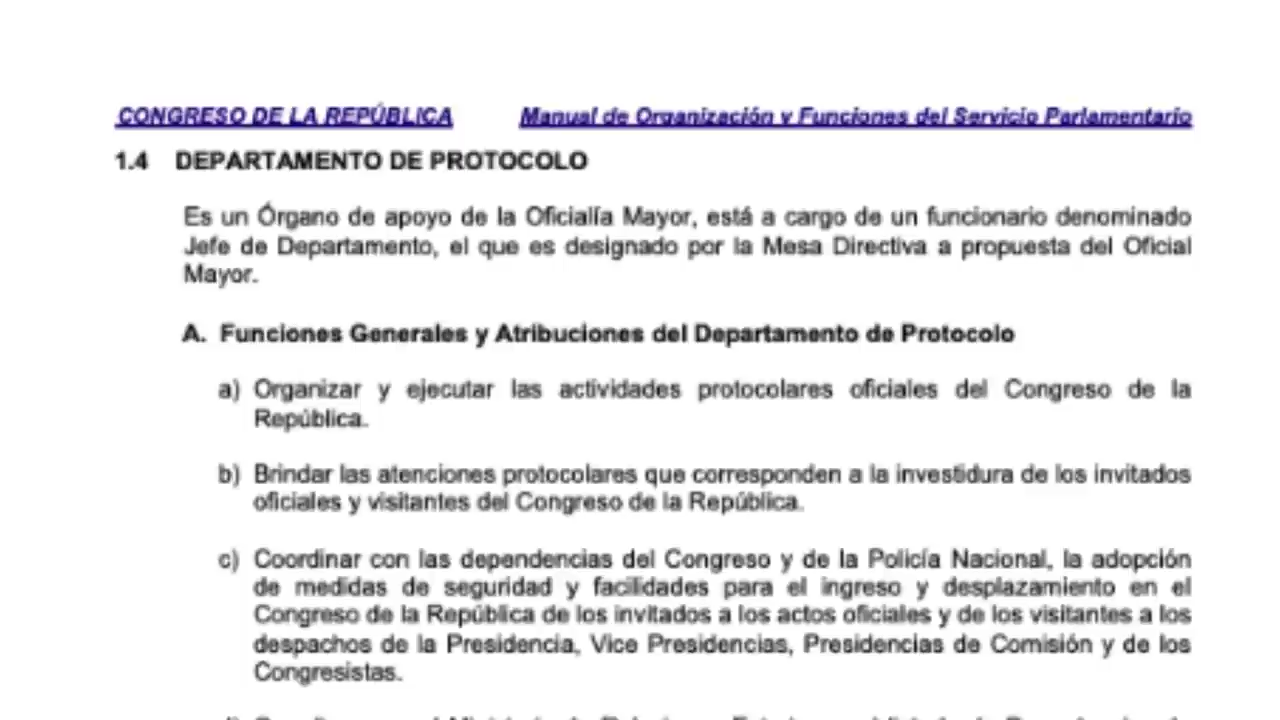 CONGRESO DE LA REPÚBLICA Manual de Organización y Funciones del Servicio Parlamentario
1.4 DEPARTAMENTO DE PROTOCOLO
Es un Órgano de apoyo de la Oficialía Mayor, está a cargo de un funcionario denominado
Jefe de Departamento, el que es designado por la Mesa Directiva a propuesta del Oficial
Mayor.
A. Funciones Generales y Atribuciones del Departamento de Protocolo
a) Organizar y ejecutar las actividades protocolares oficiales del Congreso de la
República.
b) Brindar las atenciones protocolares que corresponden a la investidura de los invitados
oficiales y visitantes del Congreso de la República.
c) Coordinar con las dependencias del Congreso y de la Policía Nacional, la adopción
de medidas de seguridad y facilidades para el ingreso y desplazamiento en el
Congreso de la República de los invitados a los actos oficiales y de los visitantes a los
despachos de la Presidencia, Vice Presidencias, Presidencias de Comisión y de los
Congresistas.